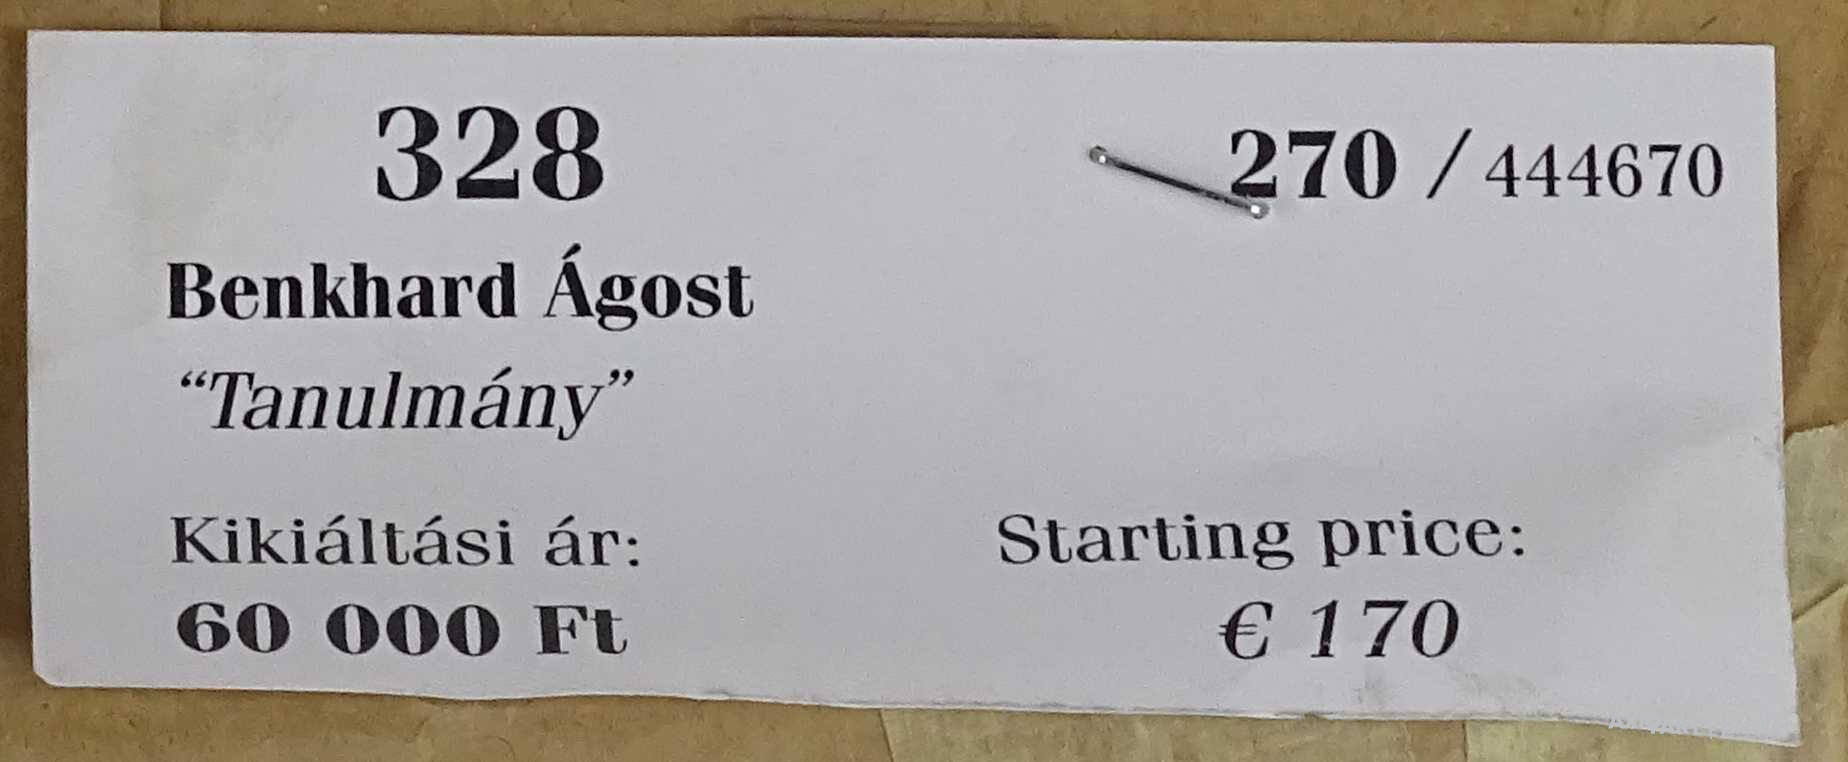 328
270 / 444670
Benkhard Ágost
“Tanulmány”
Kikiáltási ár:
60 000 Ft
Starting price:
€ 170